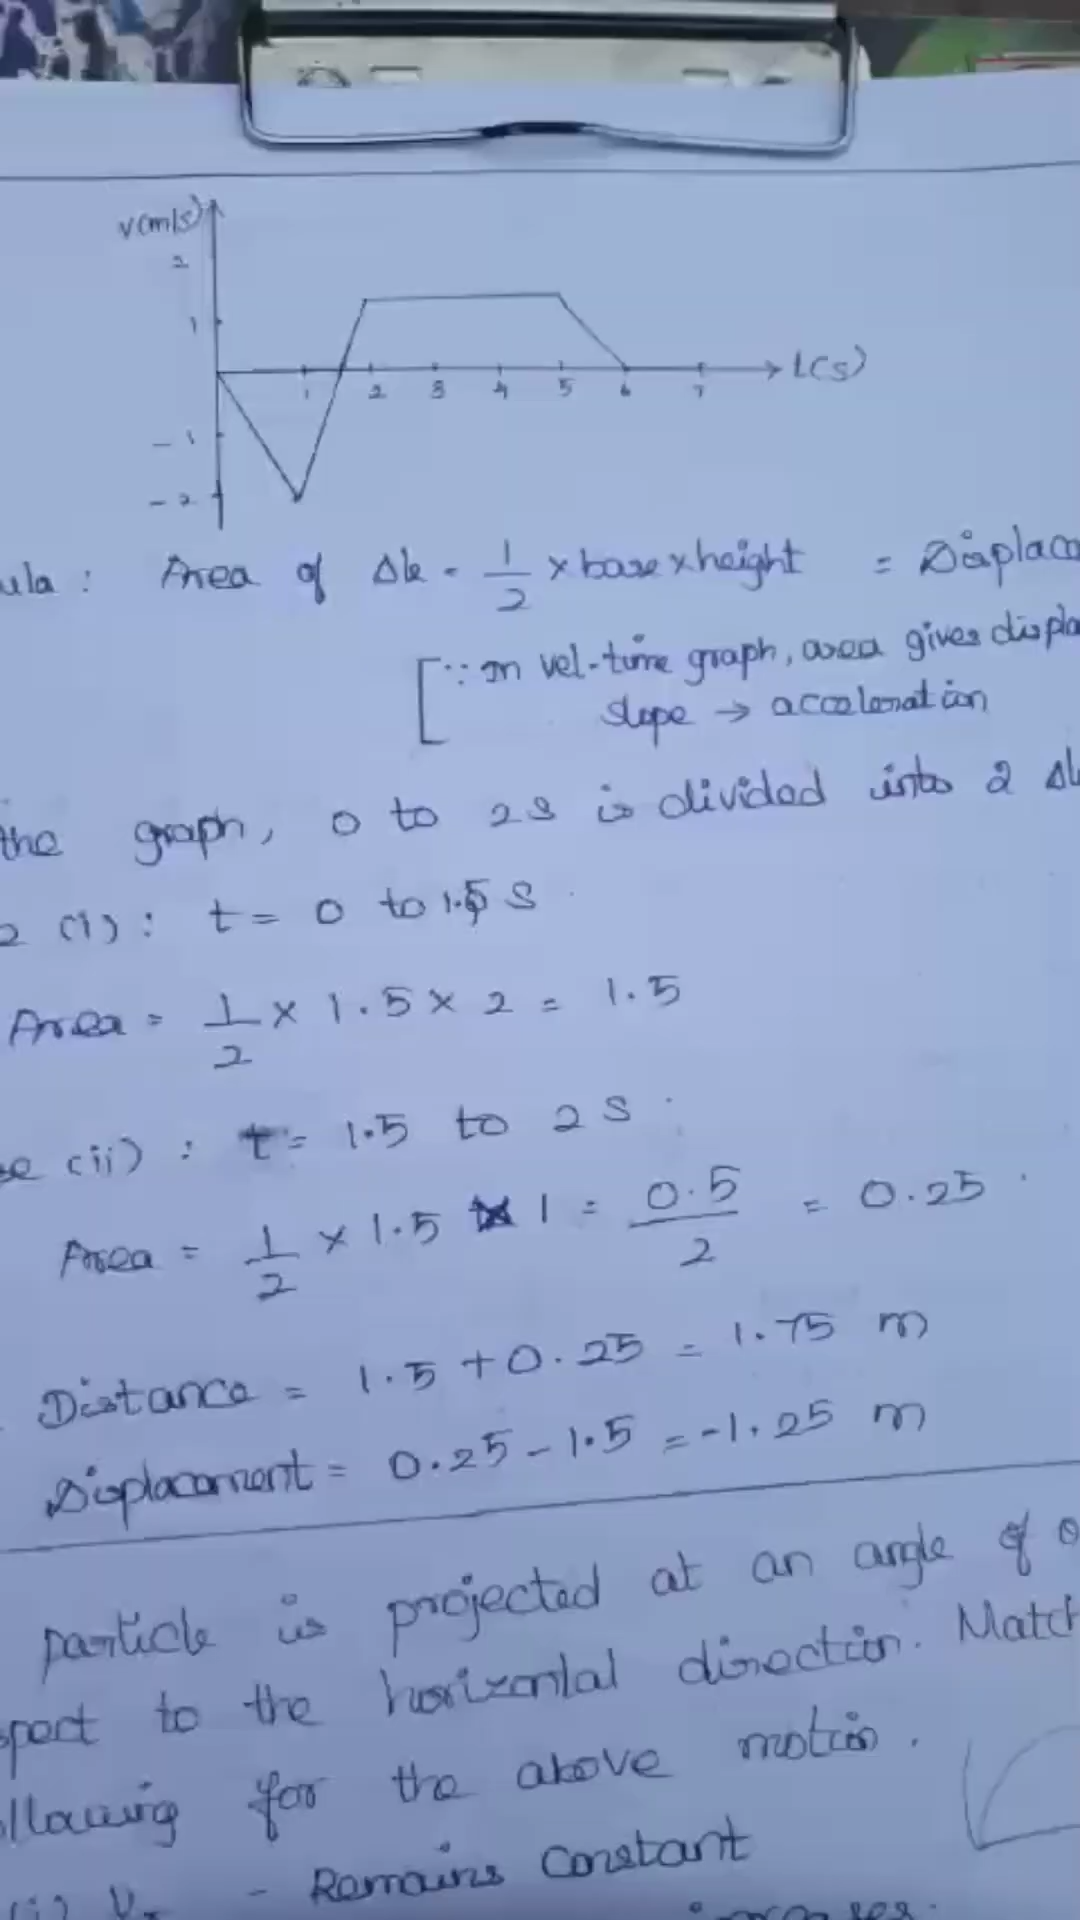 v(m/s)
2
1
t(s)
1 2 3 4 5 6 7
-1
-2
ula : Area of Δle = 1/2 × base × height = Displace
[∵ In vel-time graph, area gives displa
slope → acceleration
the graph, 0 to 2s is divided into 2 Δle
(i) : t = 0 to 1.5 s
Area = 1/2 × 1.5 × 2 = 1.5
se (ii) : t = 1.5 to 2 s.
Area = 1/2 × 1.5 × 1 = 0.5/2 = 0.25
Distance = 1.5 + 0.25 = 1.75 m
Displacement = 0.25 - 1.5 = -1.25 m
particle is projected at an angle of
spect to the horizontal direction. Match
ollowing for the above motion.
(i) - Remains Constant